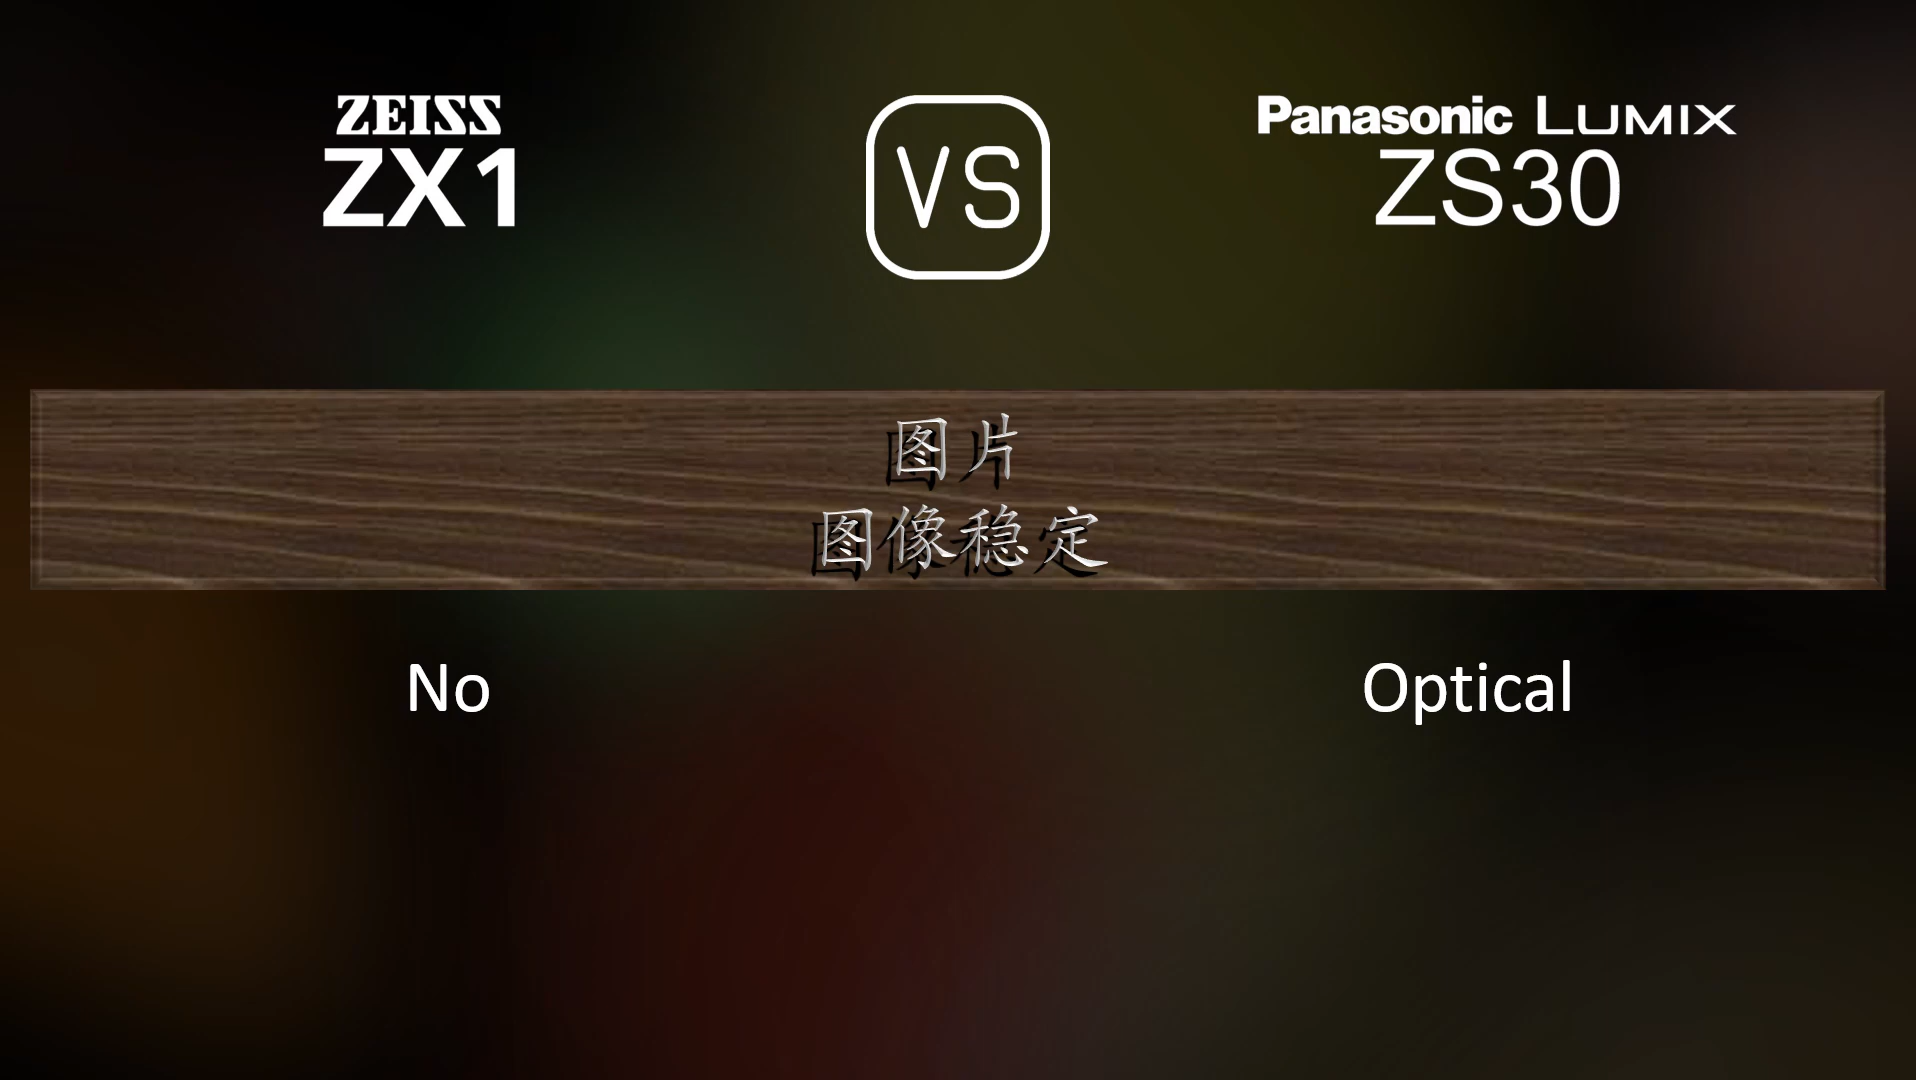 ZEISS
ZX1
VS
Panasonic LUMIX
ZS30
图片
图像稳定
No
Optical